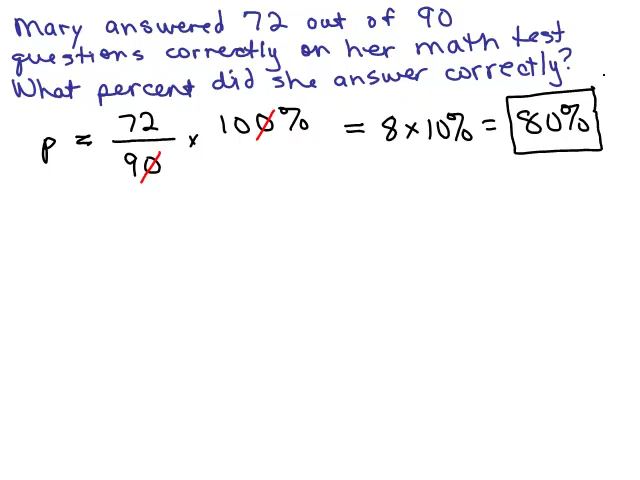 Mary answered 72 out of 90
questions correctly on her math test
What percent did she answer correctly?
p = 72/90 × 100% = 8 × 10% = 80%